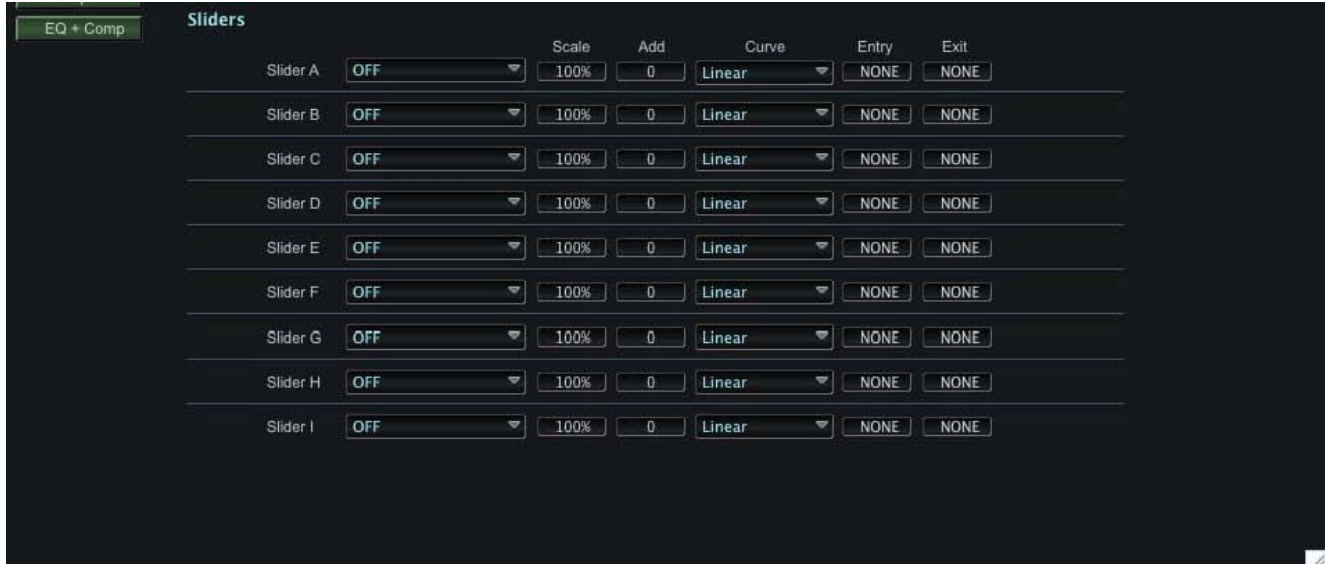 EQ + Comp
Sliders
Scale Add Curve Entry Exit
Slider A OFF 100% 0 Linear NONE NONE
Slider B OFF 100% 0 Linear NONE NONE
Slider C OFF 100% 0 Linear NONE NONE
Slider D OFF 100% 0 Linear NONE NONE
Slider E OFF 100% 0 Linear NONE NONE
Slider F OFF 100% 0 Linear NONE NONE
Slider G OFF 100% 0 Linear NONE NONE
Slider H OFF 100% 0 Linear NONE NONE
Slider I OFF 100% 0 Linear NONE NONE